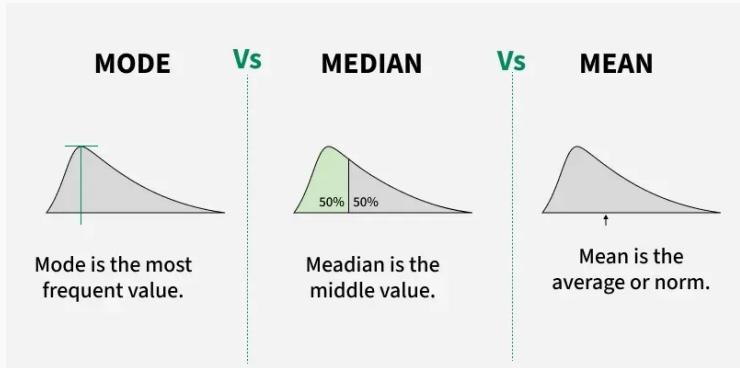 MODE
Vs
MEDIAN
Vs
MEAN
50% 50%
Mode is the most
frequent value.
Meadian is the
middle value.
Mean is the
average or norm.